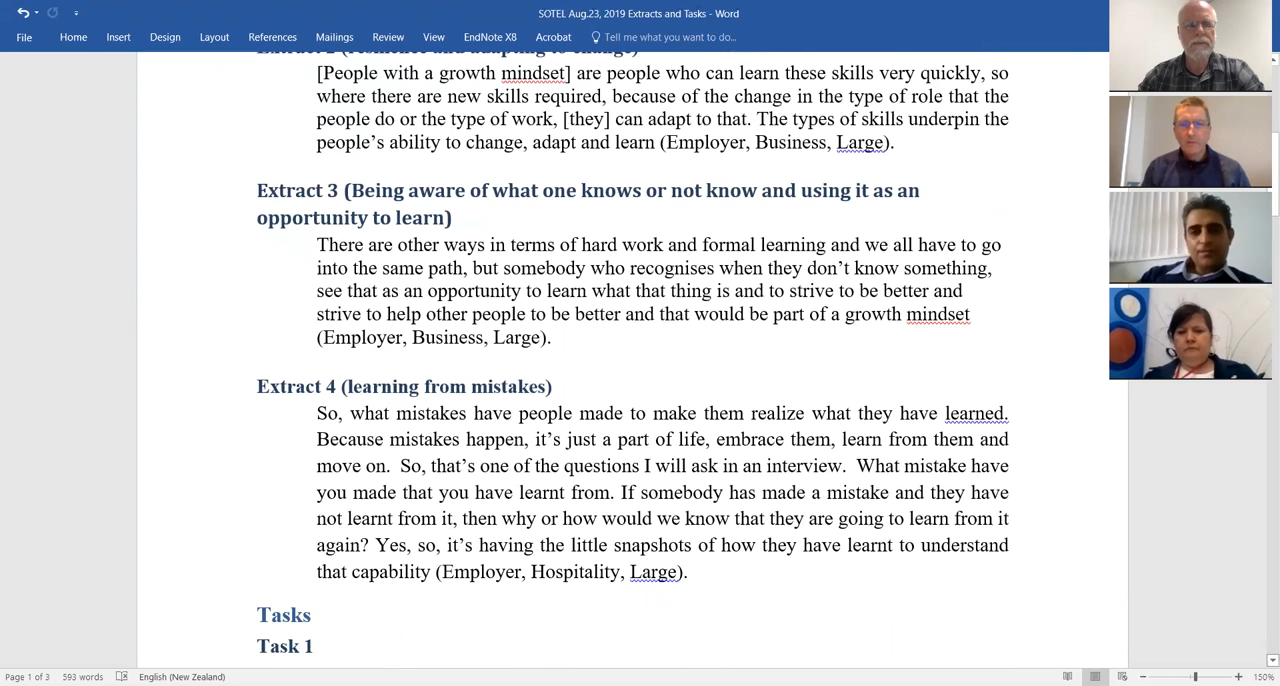 SOTEL Aug.23, 2019 Extracts and Tasks - Word
File Home Insert Design Layout References Mailings Review View EndNote X8 Acrobat Tell me what you want to do...
Extract 2 (resilience and adapting to change)
[People with a growth mindset] are people who can learn these skills very quickly, so
where there are new skills required, because of the change in the type of role that the
people do or the type of work, [they] can adapt to that. The types of skills underpin the
people's ability to change, adapt and learn (Employer, Business, Large).
Extract 3 (Being aware of what one knows or not know and using it as an
opportunity to learn)
There are other ways in terms of hard work and formal learning and we all have to go
into the same path, but somebody who recognises when they don't know something,
see that as an opportunity to learn what that thing is and to strive to be better and
strive to help other people to be better and that would be part of a growth mindset
(Employer, Business, Large).
Extract 4 (learning from mistakes)
So, what mistakes have people made to make them realize what they have learned.
Because mistakes happen, it's just a part of life, embrace them, learn from them and
move on. So, that's one of the questions I will ask in an interview. What mistake have
you made that you have learnt from. If somebody has made a mistake and they have
not learnt from it, then why or how would we know that they are going to learn from it
again? Yes, so, it's having the little snapshots of how they have learnt to understand
that capability (Employer, Hospitality, Large).
Tasks
Task 1
Page 1 of 3 593 words English (New Zealand) 150%